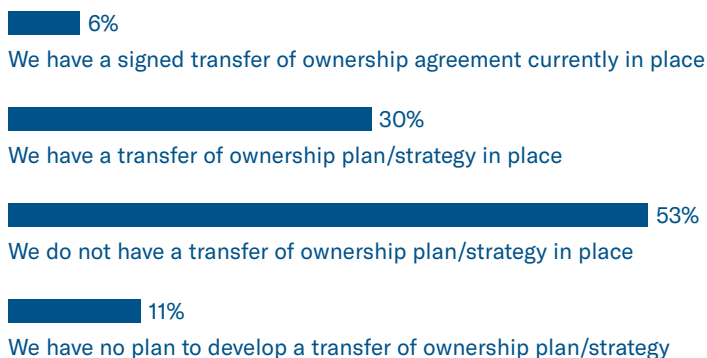 6%
We have a signed transfer of ownership agreement currently in place
30%
We have a transfer of ownership plan/strategy in place
53%
We do not have a transfer of ownership plan/strategy in place
11%
We have no plan to develop a transfer of ownership plan/strategy